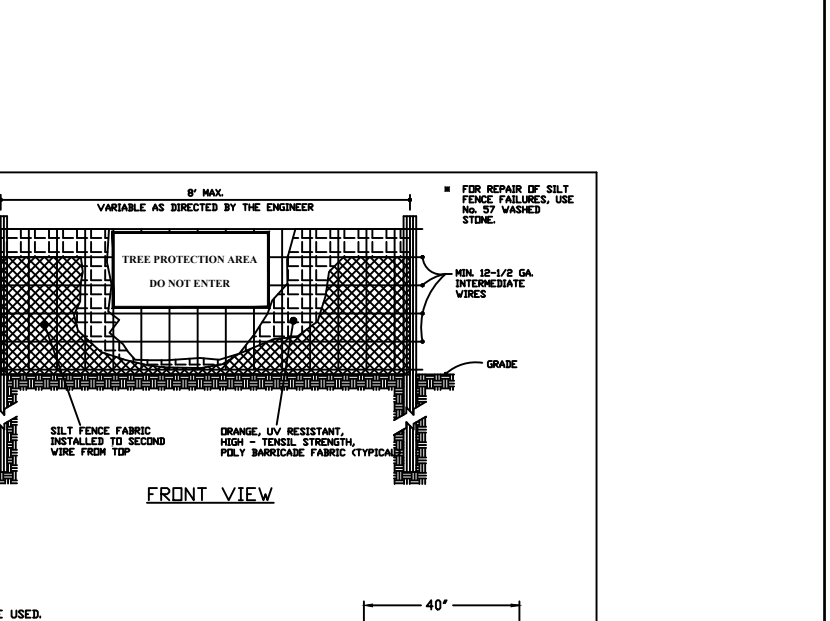 8' MAX.
VARIABLE AS DIRECTED BY THE ENGINEER
FOR REPAIR OF SILT
FENCE FAILURES, USE
No. 57 WASHED
STONE.
TREE PROTECTION AREA
DO NOT ENTER
MIN. 12-1/2 GA.
INTERMEDIATE
WIRES
GRADE
SILT FENCE FABRIC
INSTALLED TO SECOND
WIRE FROM TOP
ORANGE, UV RESISTANT,
HIGH - TENSIL STRENGTH,
POLY BARRICADE FABRIC (TYPICAL)
FRONT VIEW
40"
E USED.